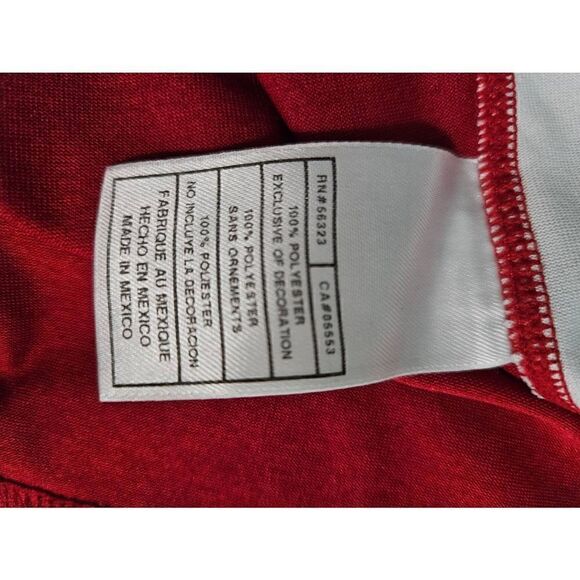 RN#56323 CA#05553
100% POLYESTER
EXCLUSIVE OF DECORATION
100% POLYESTER
SANS ORNEMENTS
100% POLIESTER
NO INCLUYE LA DECORACION
FABRIQUE AU MEXIQUE
HECHO EN MEXICO
MADE IN MEXICO